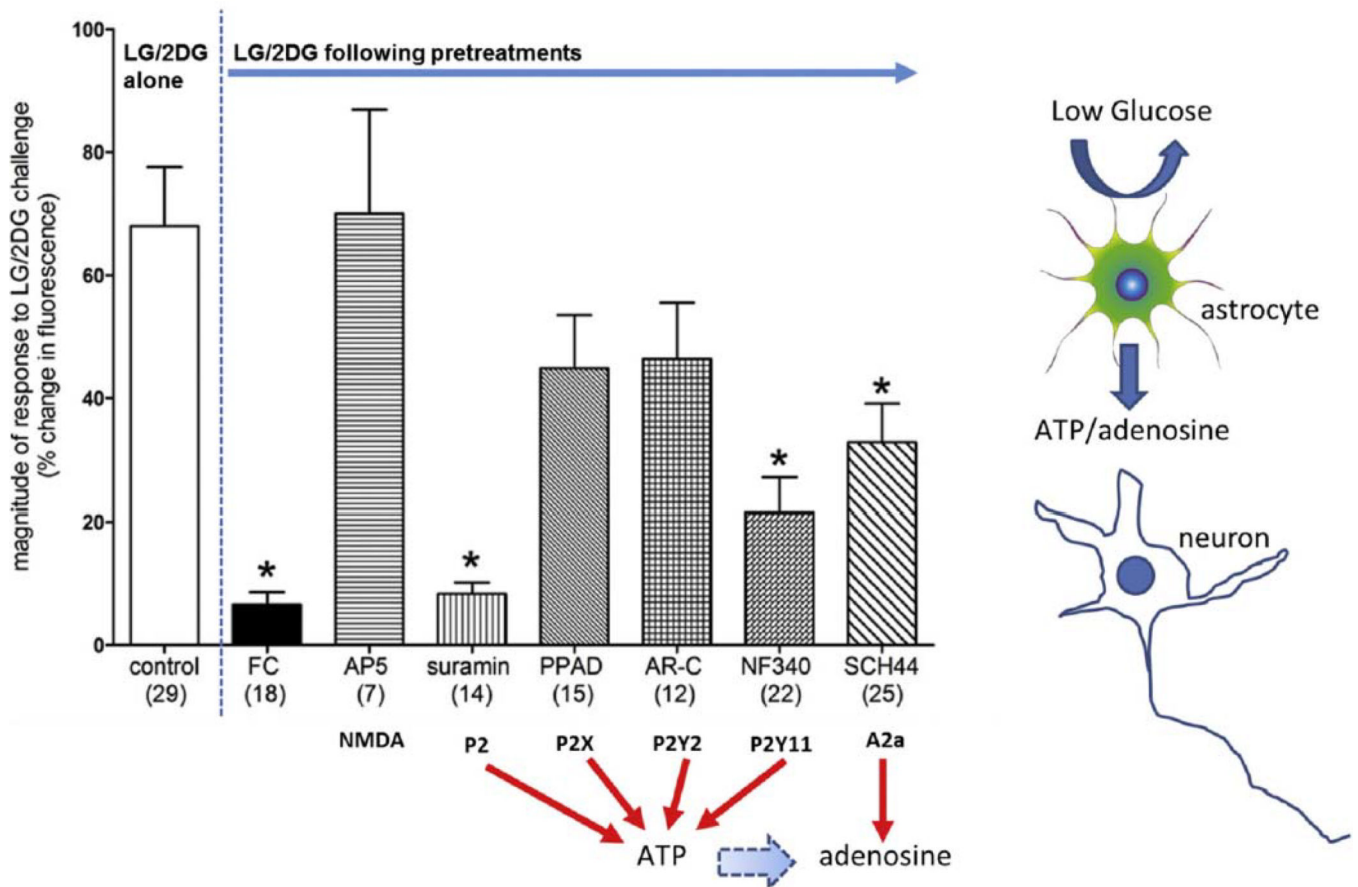 100
80
60
40
20
0
magnitude of response to LG/2DG challenge
(% change in fluorescence)
LG/2DG
alone
LG/2DG following pretreatments
*
*
*
*
control
(29)
FC
(18)
AP5
(7)
suramin
(14)
PPAD
(15)
AR-C
(12)
NF340
(22)
SCH44
(25)
NMDA
P2
P2X
P2Y2
P2Y11
A2a
ATP
adenosine
Low Glucose
astrocyte
ATP/adenosine
neuron